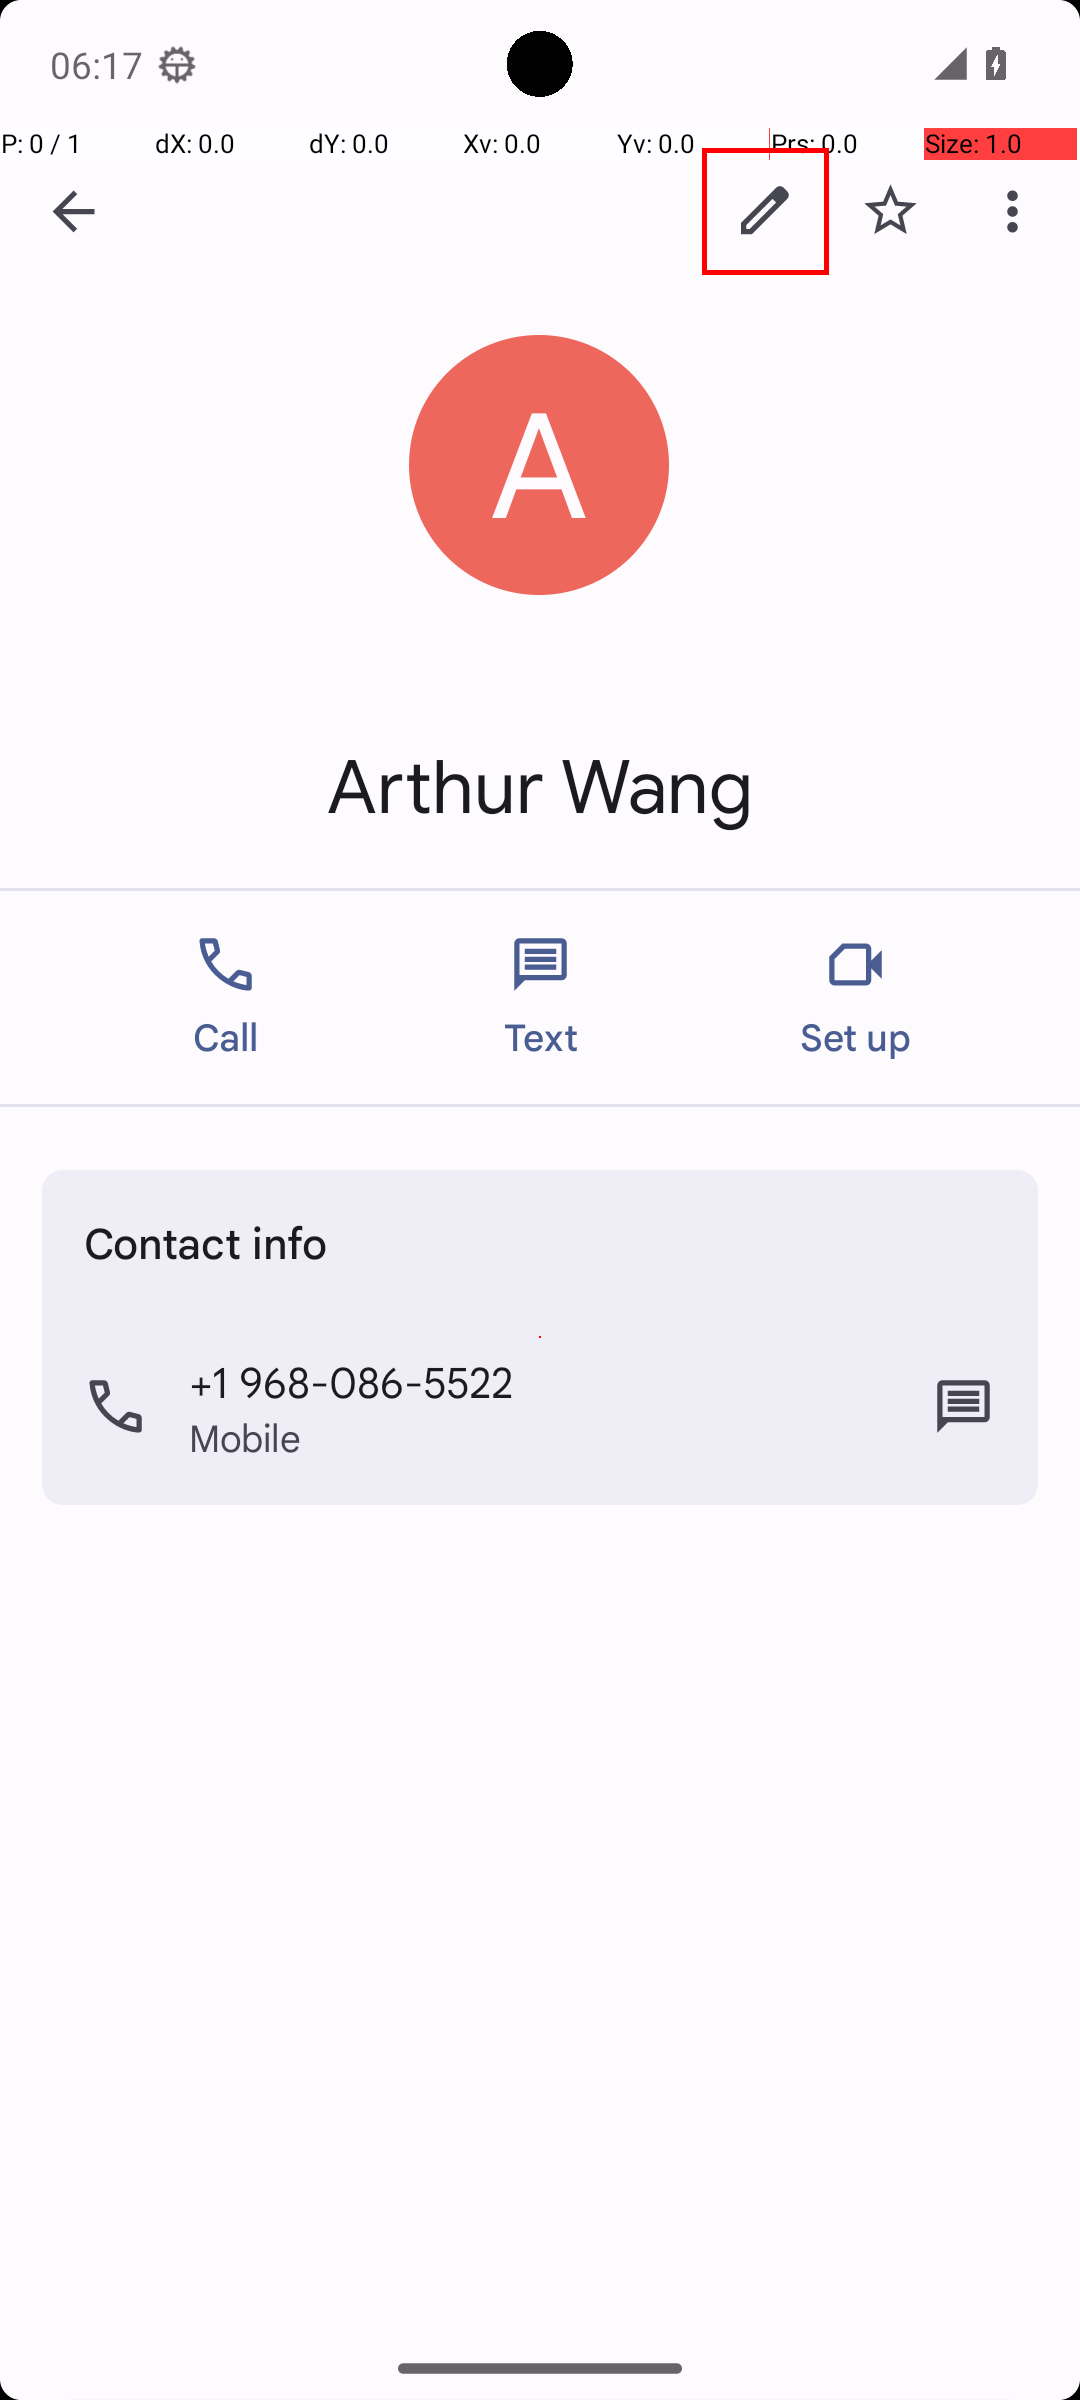 06:17
P: 0 / 1 dX: 0.0 dY: 0.0 Xv: 0.0 Yv: 0.0 Prs: 0.0 Size: 1.0
A
Arthur Wang
Call Text Set up
Contact info
+1 968-086-5522
Mobile